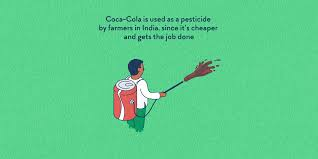 Coca-Cola is used as a pesticide
by farmers in India, since it's cheaper
and gets the job done